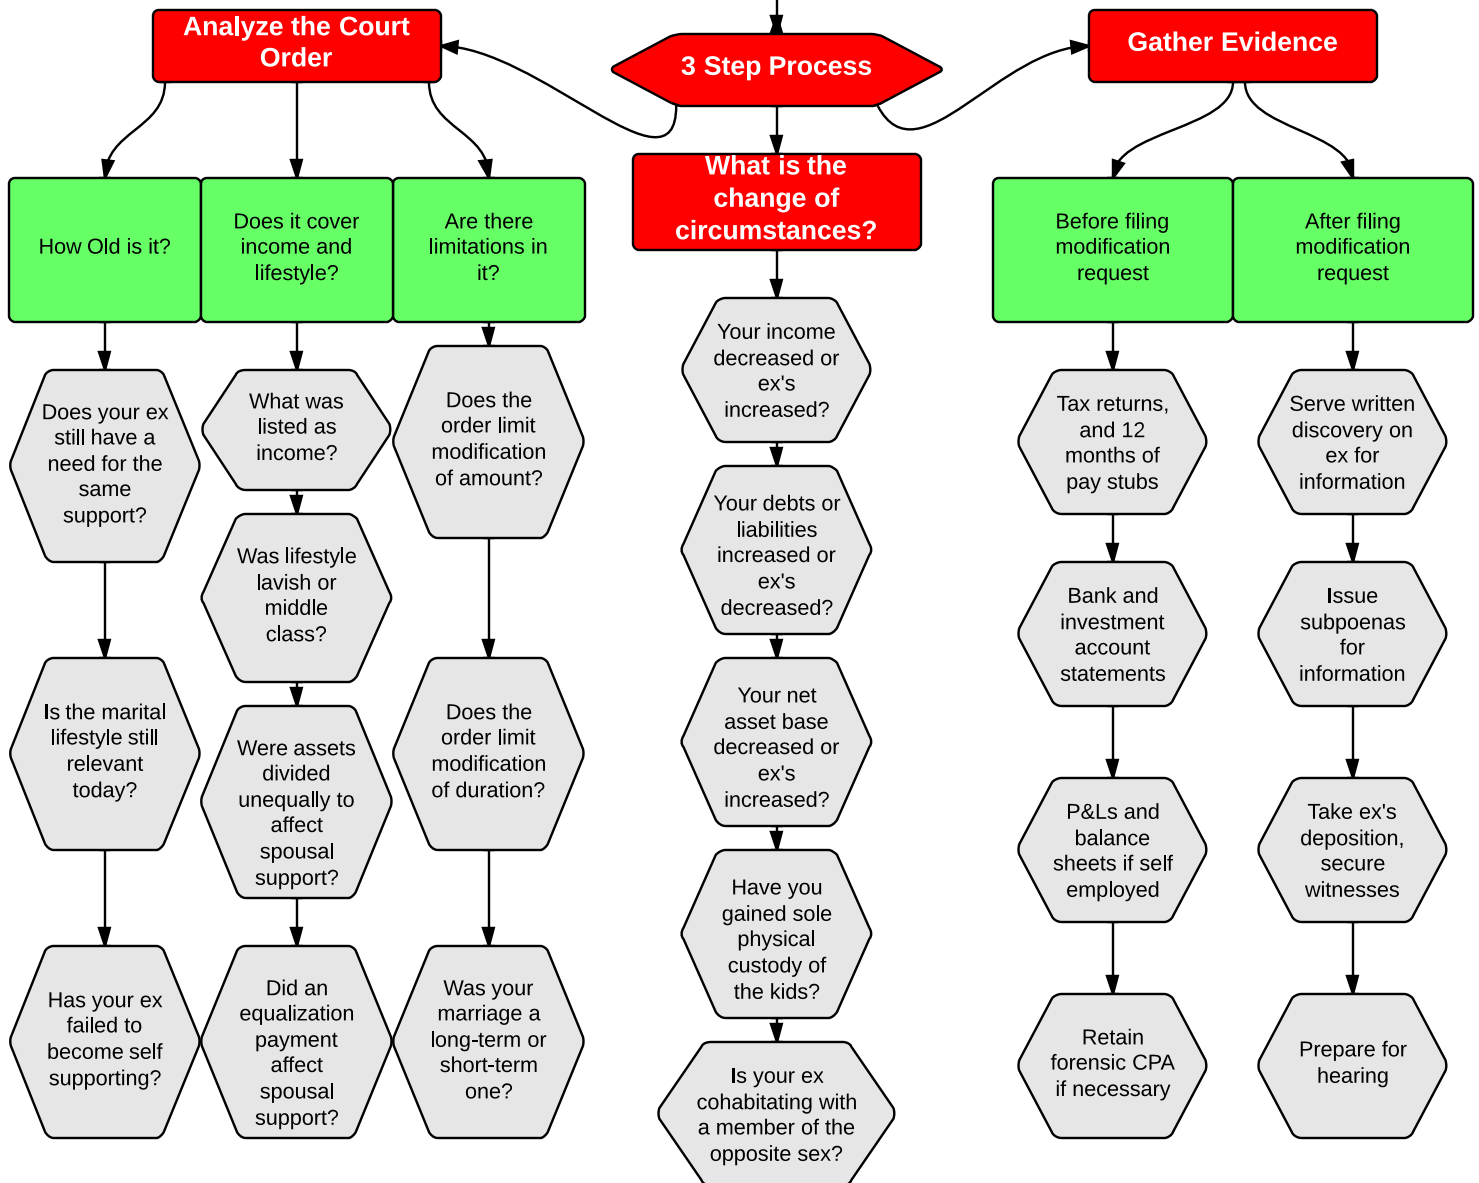 Analyze the Court
Order
3 Step Process
Gather Evidence
How Old is it?
Does it cover
income and
lifestyle?
Are there
limitations in
it?
What is the
change of
circumstances?
Before filing
modification
request
After filing
modification
request
Does your ex
still have a
need for the
same
support?
Is the marital
lifestyle still
relevant
today?
Has your ex
failed to
become self
supporting?
What was
listed as
income?
Was lifestyle
lavish or
middle
class?
Were assets
divided
unequally to
affect
spousal
support?
Did an
equalization
payment
affect
spousal
support?
Does the
order limit
modification
of amount?
Does the
order limit
modification
of duration?
Was your
marriage a
long-term or
short-term
one?
Your income
decreased or
ex's
increased?
Your debts or
liabilities
increased or
ex's
decreased?
Your net
asset base
decreased or
ex's
increased?
Have you
gained sole
physical
custody of
the kids?
Is your ex
cohabitating with
a member of the
opposite sex?
Tax returns,
and 12
months of
pay stubs
Bank and
investment
account
statements
P&Ls and
balance
sheets if self
employed
Retain
forensic CPA
if necessary
Serve written
discovery on
ex for
information
Issue
subpoenas
for
information
Take ex's
deposition,
secure
witnesses
Prepare for
hearing